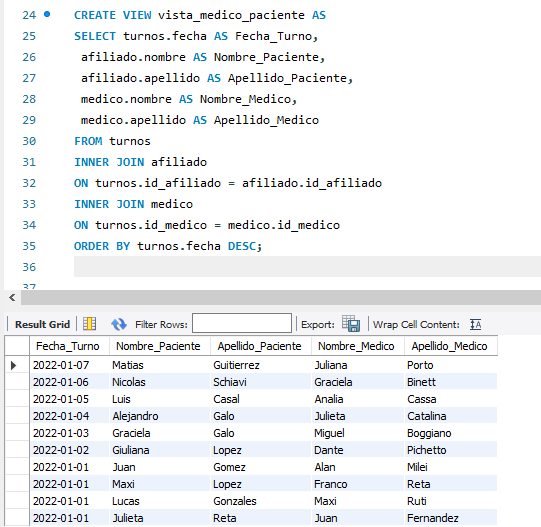 24 CREATE VIEW vista_medico_paciente AS
25 SELECT turnos.fecha AS Fecha_Turno,
26 afiliado.nombre AS Nombre_Paciente,
27 afiliado.apellido AS Apellido_Paciente,
28 medico.nombre AS Nombre_Medico,
29 medico.apellido AS Apellido_Medico
30 FROM turnos
31 INNER JOIN afiliado
32 ON turnos.id_afiliado = afiliado.id_afiliado
33 INNER JOIN medico
34 ON turnos.id_medico = medico.id_medico
35 ORDER BY turnos.fecha DESC;
36
37
Result Grid Filter Rows: Export: Wrap Cell Content:
Fecha_Turno Nombre_Paciente Apellido_Paciente Nombre_Medico Apellido_Medico
2022-01-07 Matias Guitierrez Juliana Porto
2022-01-06 Nicolas Schiavi Graciela Binett
2022-01-05 Luis Casal Analia Cassa
2022-01-04 Alejandro Galo Julieta Catalina
2022-01-03 Graciela Galo Miguel Boggiano
2022-01-02 Giuliana Lopez Dante Pichetto
2022-01-01 Juan Gomez Alan Milei
2022-01-01 Maxi Lopez Franco Reta
2022-01-01 Lucas Gonzales Maxi Ruti
2022-01-01 Julieta Reta Juan Fernandez